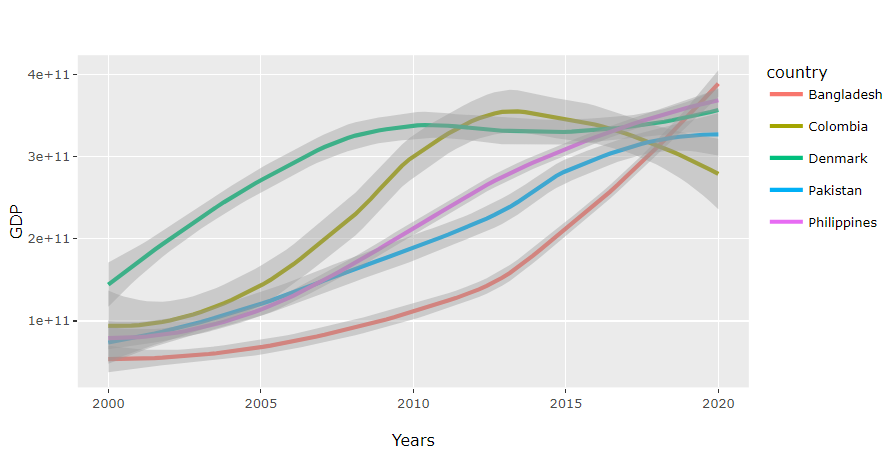 GDP
4e+11
3e+11
2e+11
1e+11
2000 2005 2010 2015 2020
Years
country
Bangladesh
Colombia
Denmark
Pakistan
Philippines